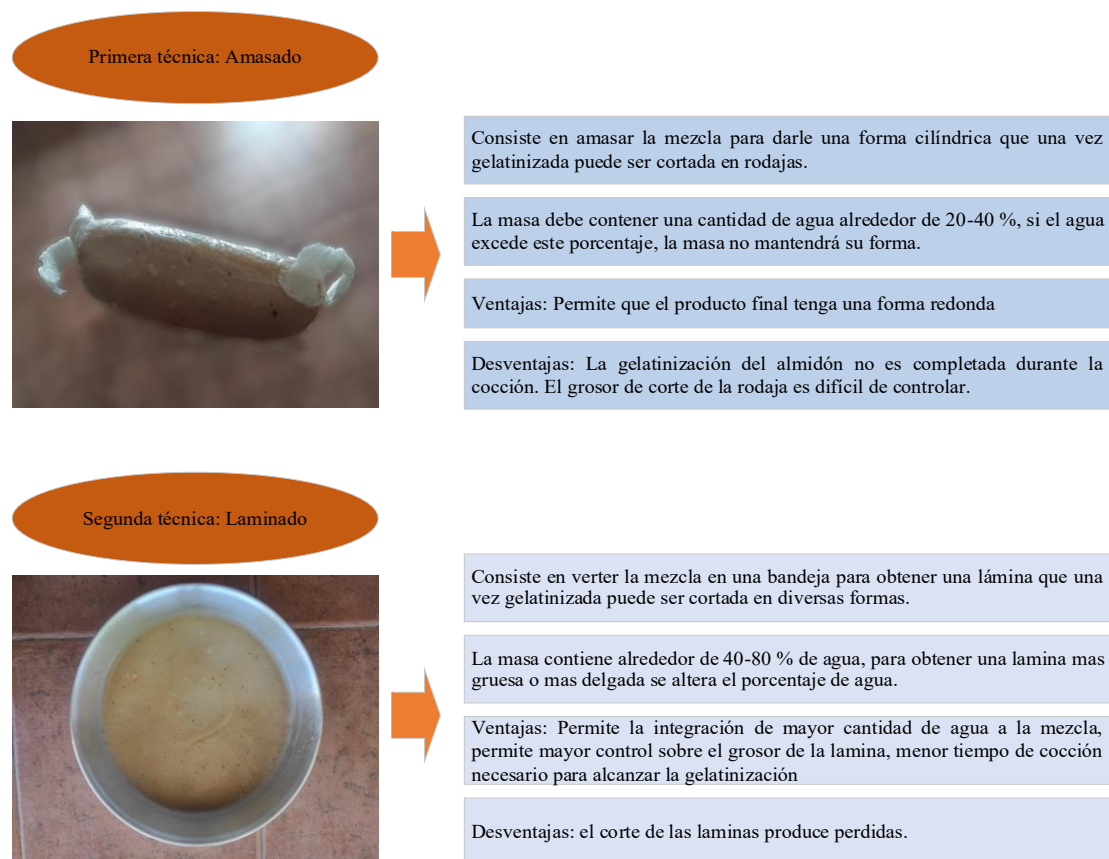 Primera técnica: Amasado
Consiste en amasar la mezcla para darle una forma cilíndrica que una vez
gelatinizada puede ser cortada en rodajas.
La masa debe contener una cantidad de agua alrededor de 20-40 %, si el agua
excede este porcentaje, la masa no mantendrá su forma.
Ventajas: Permite que el producto final tenga una forma redonda
Desventajas: La gelatinización del almidón no es completada durante la
cocción. El grosor de corte de la rodaja es difícil de controlar.
Segunda técnica: Laminado
Consiste en verter la mezcla en una bandeja para obtener una lámina que una
vez gelatinizada puede ser cortada en diversas formas.
La masa contiene alrededor de 40-80 % de agua, para obtener una lamina mas
gruesa o mas delgada se altera el porcentaje de agua.
Ventajas: Permite la integración de mayor cantidad de agua a la mezcla,
permite mayor control sobre el grosor de la lamina, menor tiempo de cocción
necesario para alcanzar la gelatinización
Desventajas: el corte de las laminas produce perdidas.